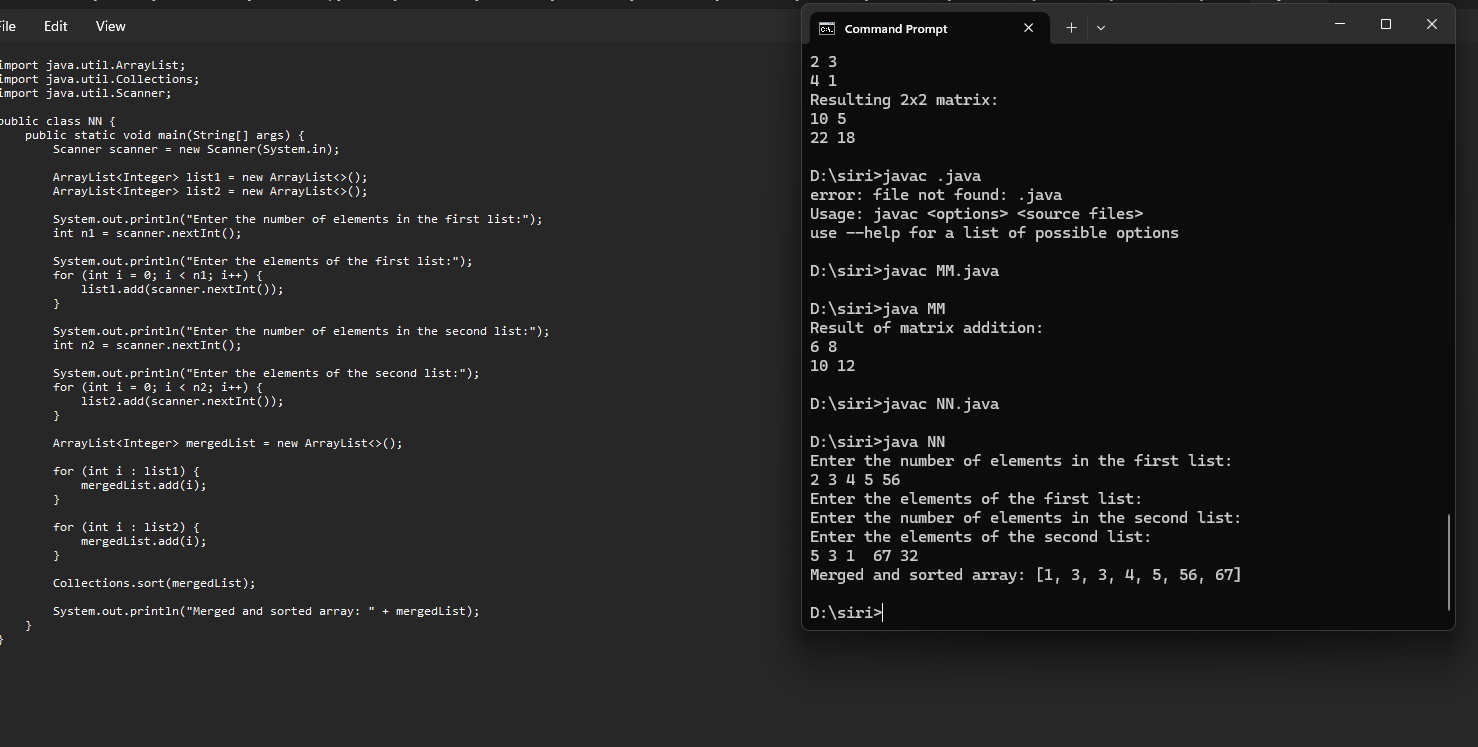 File Edit View
import java.util.ArrayList;
import java.util.Collections;
import java.util.Scanner;
public class NN {
public static void main(String[] args) {
Scanner scanner = new Scanner(System.in);
ArrayList<Integer> list1 = new ArrayList<>();
ArrayList<Integer> list2 = new ArrayList<>();
System.out.println("Enter the number of elements in the first list:");
int n1 = scanner.nextInt();
System.out.println("Enter the elements of the first list:");
for (int i = 0; i < n1; i++) {
list1.add(scanner.nextInt());
}
System.out.println("Enter the number of elements in the second list:");
int n2 = scanner.nextInt();
System.out.println("Enter the elements of the second list:");
for (int i = 0; i < n2; i++) {
list2.add(scanner.nextInt());
}
ArrayList<Integer> mergedList = new ArrayList<>();
for (int i : list1) {
mergedList.add(i);
}
for (int i : list2) {
mergedList.add(i);
}
Collections.sort(mergedList);
System.out.println("Merged and sorted array: " + mergedList);
}
}
Command Prompt
2 3
4 1
Resulting 2x2 matrix:
10 5
22 18
D:\siri>javac .java
error: file not found: .java
Usage: javac <options> <source files>
use --help for a list of possible options
D:\siri>javac MM.java
D:\siri>java MM
Result of matrix addition:
6 8
10 12
D:\siri>javac NN.java
D:\siri>java NN
Enter the number of elements in the first list:
2 3 4 5 56
Enter the elements of the first list:
Enter the number of elements in the second list:
Enter the elements of the second list:
5 3 1  67 32
Merged and sorted array: [1, 3, 3, 4, 5, 56, 67]
D:\siri>